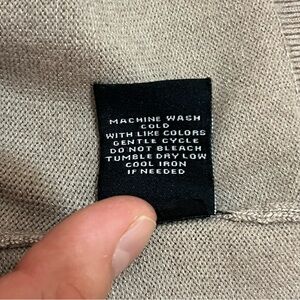 MACHINE WASH
COLD
WITH LIKE COLORS
GENTLE CYCLE
DO NOT BLEACH
TUMBLE DRY LOW
COOL IRON
IF NEEDED